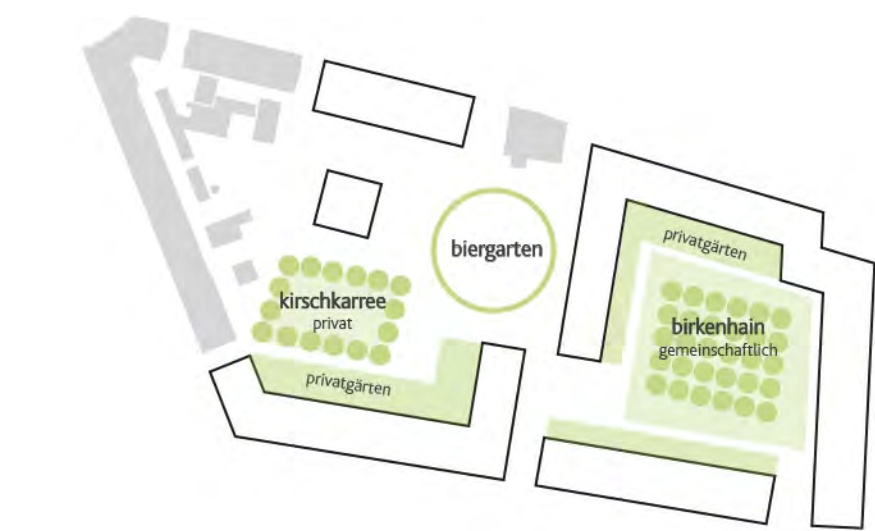 privatgärten
biergarten
kirschkarree
privat
birkenhain
gemeinschaftlich
privatgärten